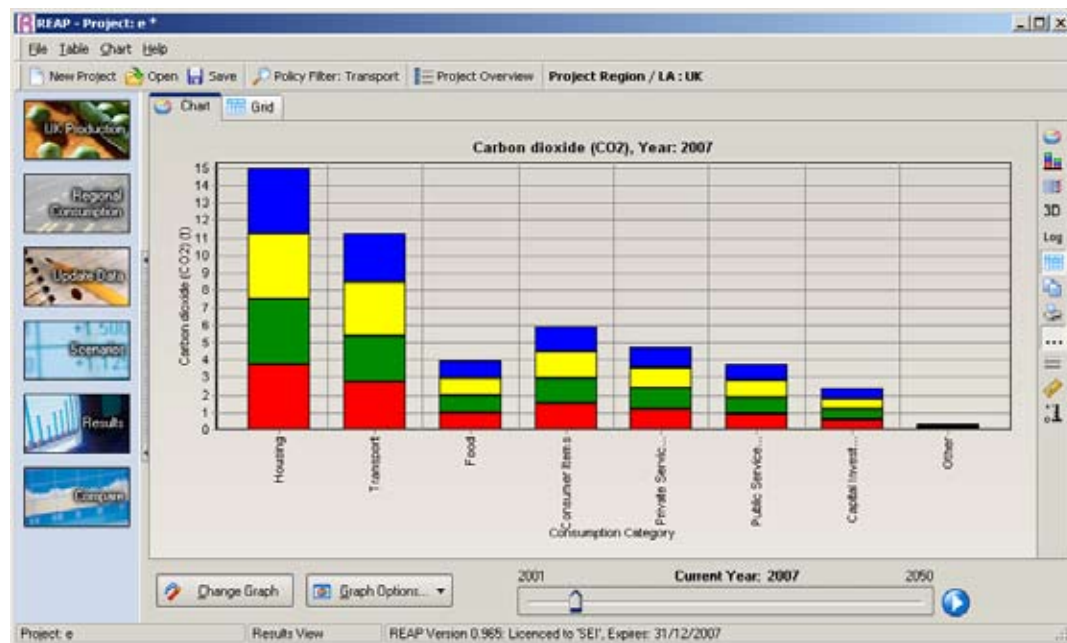 REAP - Project: e *
File Table Chart Help
New Project Open Save Policy Filter: Transport Project Overview Project Region / LA : UK
UK Production
Regional Consumption
Update Data
Scenarios
Results
Compare
Chart Grid
Carbon dioxide (CO2), Year: 2007
Carbon dioxide (CO2) (t)
15
14
13
12
11
10
9
8
7
6
5
4
3
2
1
0
Housing
Transport
Food
Consumer Items
Private Servic...
Public Service...
Capital Invest...
Other
Consumption Category
3D
Log
Change Graph
Graph Options...
2001 Current Year: 2007 2050
Project: e Results View REAP Version 0.965: Licenced to 'SEI', Expires: 31/12/2007